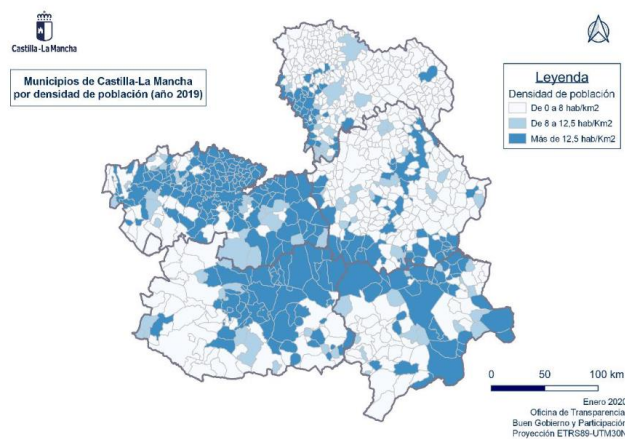 Castilla-La Mancha
Municipios de Castilla-La Mancha
por densidad de población (año 2019)
Leyenda
Densidad de población
De 0 a 8 hab/km2
De 8 a 12,5 hab/Km2
Más de 12,5 hab/Km2
0 50 100 km
Enero 2020
Oficina de Transparencia
Buen Gobierno y Participación
Proyección ETRS89-UTM30N